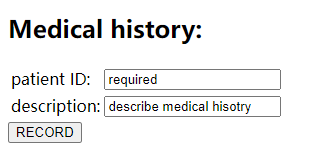 Medical history:
patient ID: required
description: describe medical hisotry
RECORD